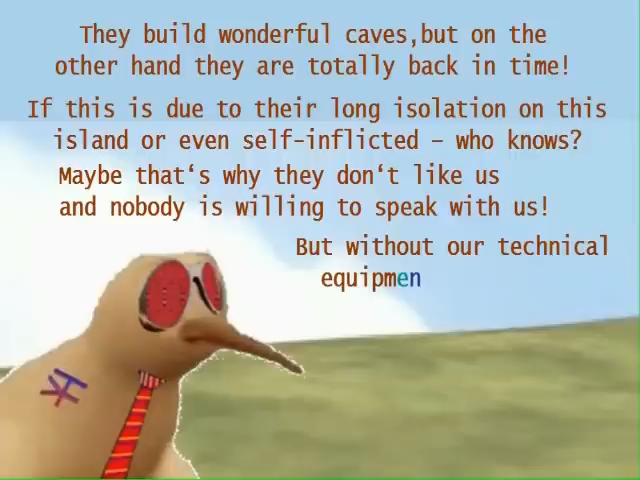 They build wonderful caves,but on the
other hand they are totally back in time!
If this is due to their long isolation on this
island or even self-inflicted – who knows?
Maybe that‘s why they don‘t like us
and nobody is willing to speak with us!
But without our technical
equipmen